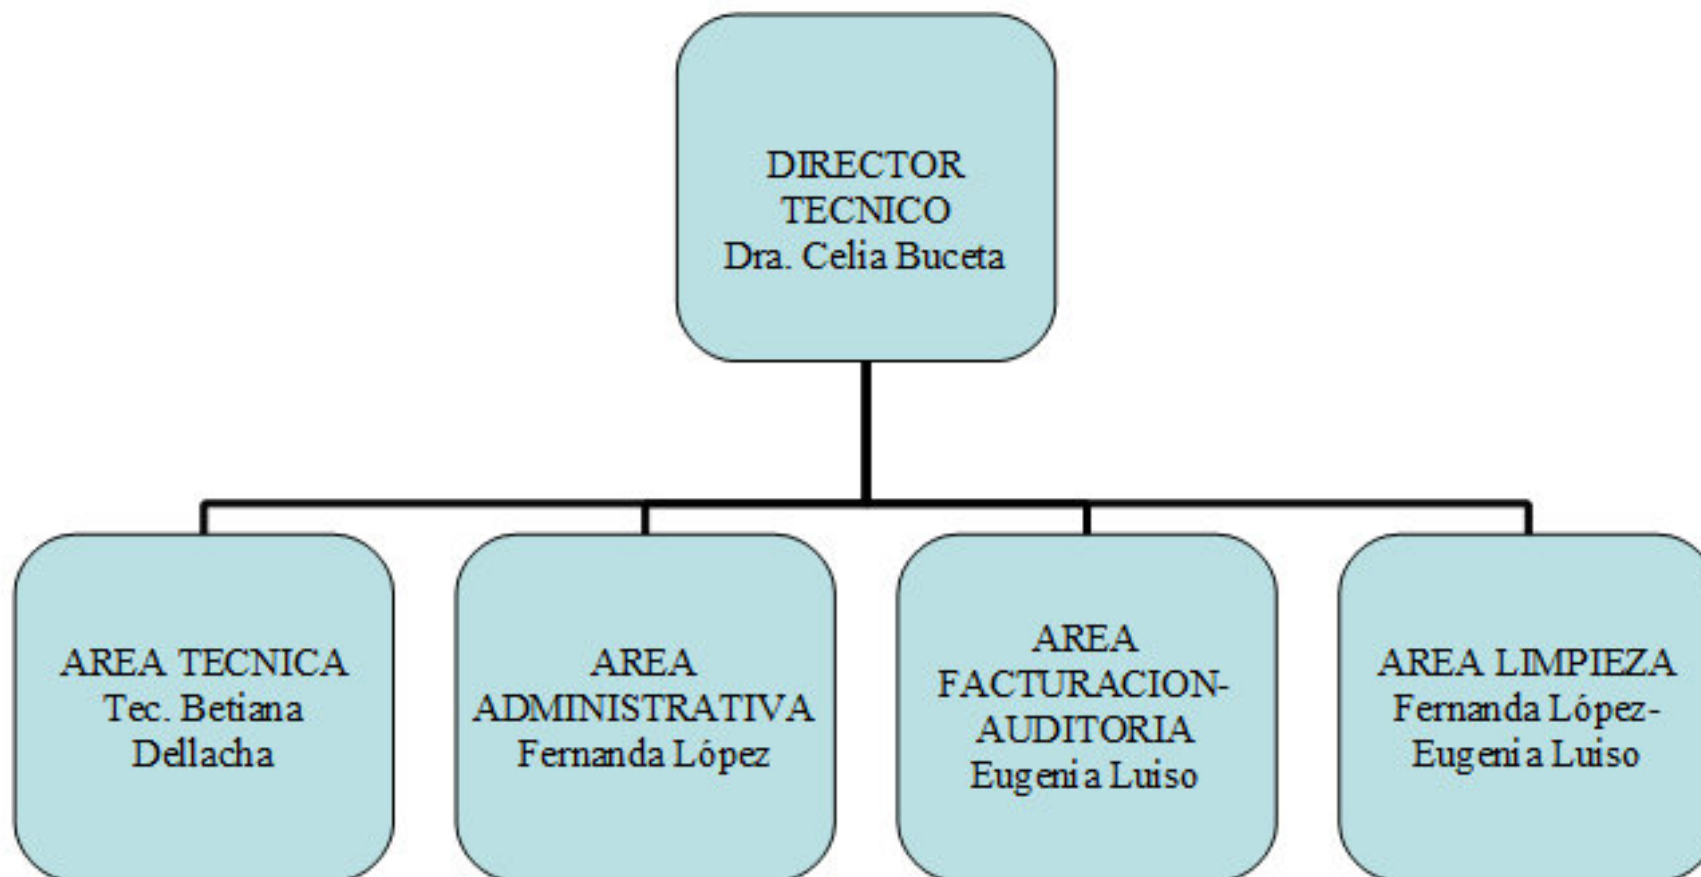 DIRECTOR
TECNICO
Dra. Celia Buceta
AREA TECNICA
Tec. Betiana
Dellacha
AREA
ADMINISTRATIVA
Fernanda López
AREA
FACTURACION-
AUDITORIA
Eugenia Luiso
AREA LIMPIEZA
Fernanda López-
Eugenia Luiso